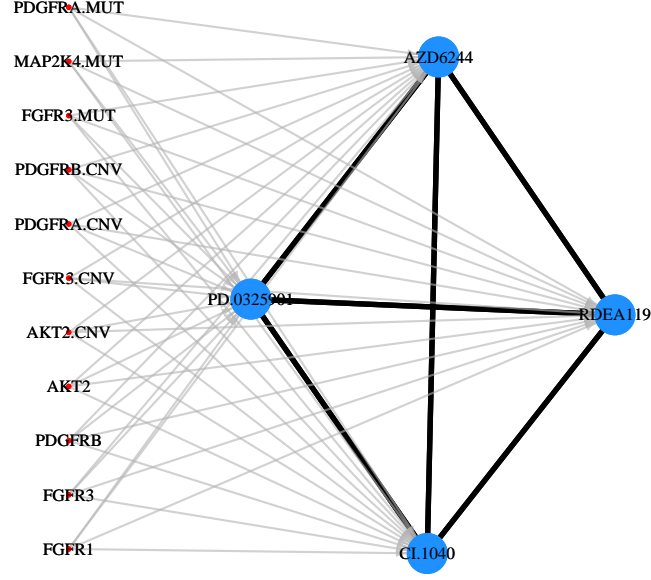 PDGFRA.MUT
MAP2K4.MUT
FGFR3.MUT
PDGFRB.CNV
PDGFRA.CNV
FGFR3.CNV
AKT2.CNV
AKT2
PDGFRB
FGFR3
FGFR1
AZD6244
PD.0325901
RDEA119
CI.1040